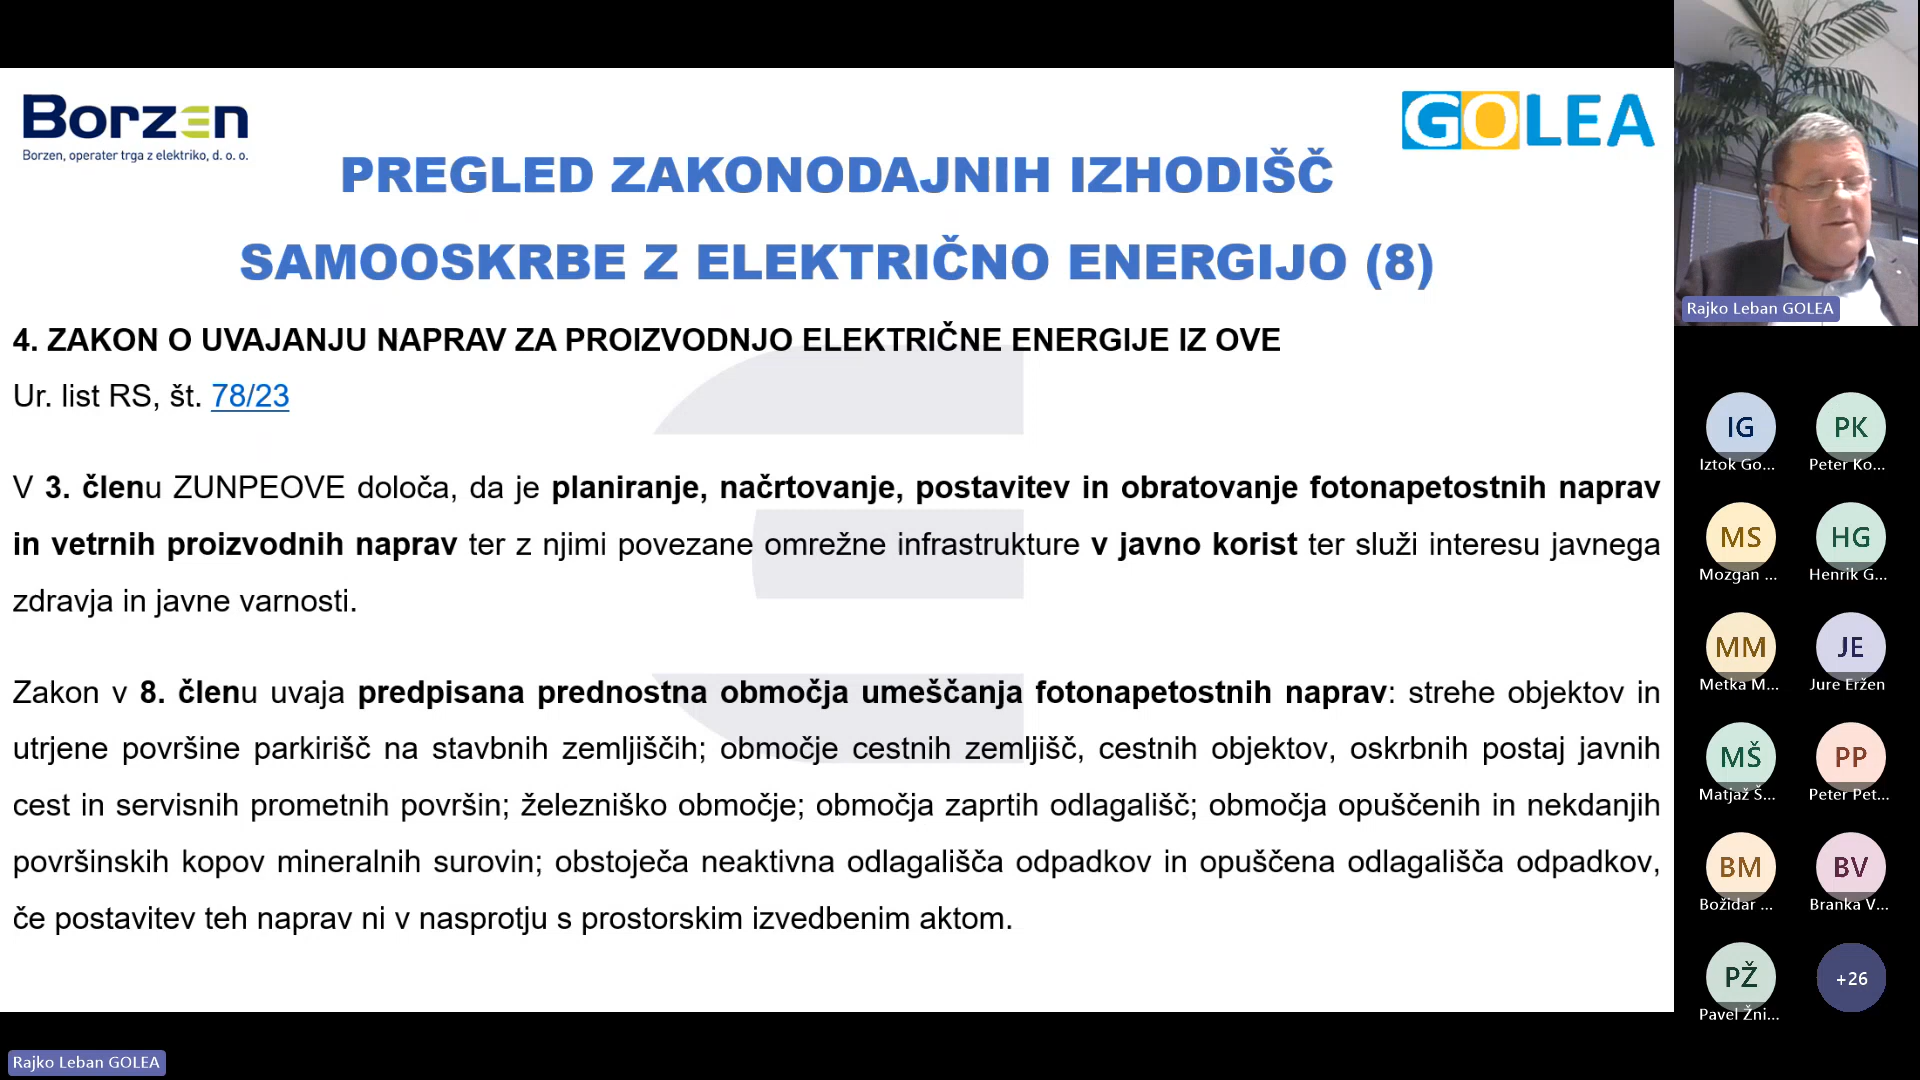 Borzen
Borzen, operater trga z elektriko, d. o. o.
GOLEA
PREGLED ZAKONODAJNIH IZHODIŠČ
SAMOOSKRBE Z ELEKTRIČNO ENERGIJO (8)
4. ZAKON O UVAJANJU NAPRAV ZA PROIZVODNJO ELEKTRIČNE ENERGIJE IZ OVE
Ur. list RS, št. 78/23
V 3. členu ZUNPEOVE določa, da je planiranje, načrtovanje, postavitev in obratovanje fotonapetostnih naprav
in vetrnih proizvodnih naprav ter z njimi povezane omrežne infrastrukture v javno korist ter služi interesu javnega
zdravja in javne varnosti.
Zakon v 8. členu uvaja predpisana prednostna območja umeščanja fotonapetostnih naprav: strehe objektov in
utrjene površine parkirišč na stavbnih zemljiščih; območje cestnih zemljišč, cestnih objektov, oskrbnih postaj javnih
cest in servisnih prometnih površin; železniško območje; območja zaprtih odlagališč; območja opuščenih in nekdanjih
površinskih kopov mineralnih surovin; obstoječa neaktivna odlagališča odpadkov in opuščena odlagališča odpadkov,
če postavitev teh naprav ni v nasprotju s prostorskim izvedbenim aktom.
Rajko Leban GOLEA
IG
Iztok Go...
PK
Peter Ko...
MS
Mozgan ...
HG
Henrik G...
MM
Metka M...
JE
Jure Eržen
MŠ
Matjaž Š...
PP
Peter Pet...
BM
Božidar ...
BV
Branka V...
PŽ
Pavel Žni...
+26
Rajko Leban GOLEA